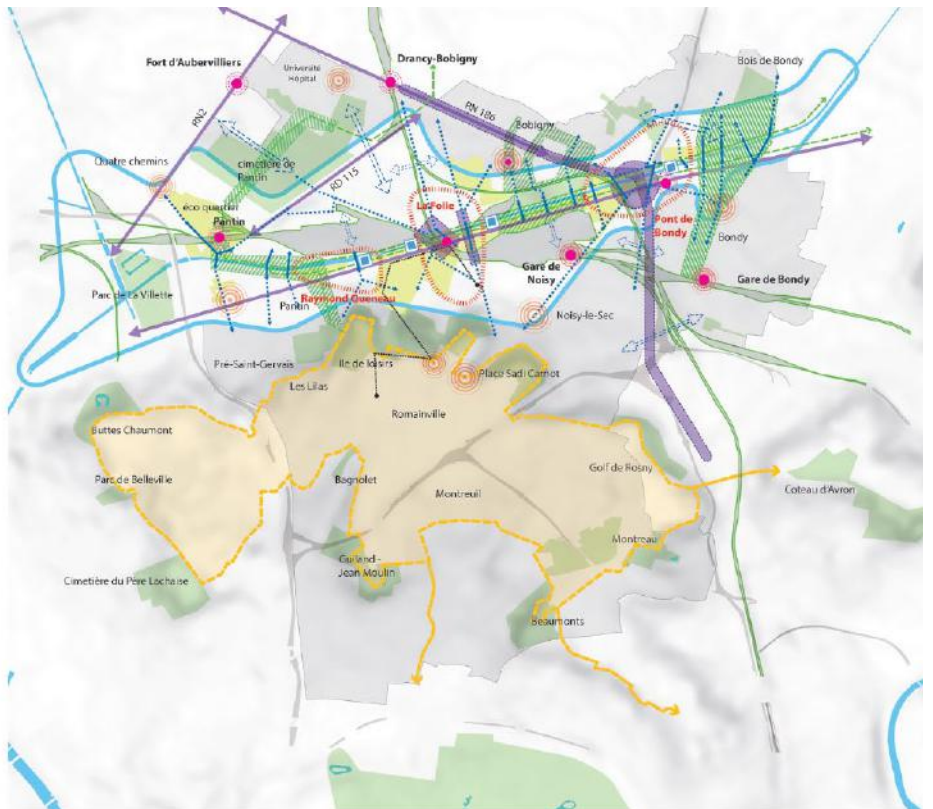 Fort d'Aubervilliers
Université
Hôpital
Drancy-Bobigny
Bois de Bondy
RN2
RN 186
Bobigny
Quatre chemins
cimetière de
Pantin
RD 115
éco quartier
Pantin
La Folie
Pont de
Bondy
Bondy
Gare de
Noisy
Gare de Bondy
Parc de La Villette
Pantin
Raymond Queneau
Noisy-le-Sec
Pré-Saint-Gervais
Ile de loisirs
Place Sadi Carnot
Les Lilas
Romainville
Buttes Chaumont
Parc de Belleville
Bagnolet
Montreuil
Golf de Rosny
Coteau d'Avron
Montreau
Cimetière du Père Lachaise
Guiland -
Jean Moulin
Beaumonts